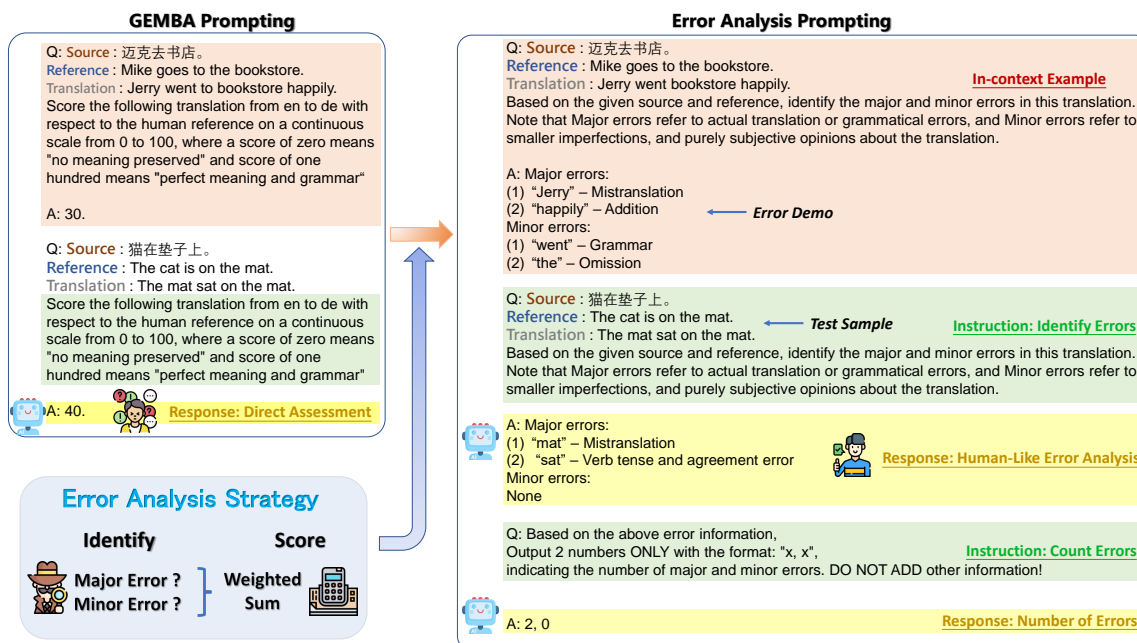 GEMBA Prompting
Q: Source : 迈克去书店。
Reference : Mike goes to the bookstore.
Translation : Jerry went to bookstore happily.
Score the following translation from en to de with
respect to the human reference on a continuous
scale from 0 to 100, where a score of zero means
"no meaning preserved" and score of one
hundred means "perfect meaning and grammar“
A: 30.
Q: Source : 猫在垫子上。
Reference : The cat is on the mat.
Translation : The mat sat on the mat.
Score the following translation from en to de with
respect to the human reference on a continuous
scale from 0 to 100, where a score of zero means
"no meaning preserved" and score of one
hundred means "perfect meaning and grammar"
A: 40.
Response: Direct Assessment
Error Analysis Strategy
Identify
Score
Major Error ?
Minor Error ?
Weighted
Sum
Error Analysis Prompting
Q: Source : 迈克去书店。
Reference : Mike goes to the bookstore.
Translation : Jerry went bookstore happily.
In-context Example
Based on the given source and reference, identify the major and minor errors in this translation.
Note that Major errors refer to actual translation or grammatical errors, and Minor errors refer to
smaller imperfections, and purely subjective opinions about the translation.
A: Major errors:
(1) “Jerry” – Mistranslation
(2) “happily” – Addition
Error Demo
Minor errors:
(1) “went” – Grammar
(2) “the” – Omission
Q: Source : 猫在垫子上。
Reference : The cat is on the mat.
Translation : The mat sat on the mat.
Test Sample
Instruction: Identify Errors
Based on the given source and reference, identify the major and minor errors in this translation.
Note that Major errors refer to actual translation or grammatical errors, and Minor errors refer to
smaller imperfections, and purely subjective opinions about the translation.
A: Major errors:
(1) “mat” – Mistranslation
(2) “sat” – Verb tense and agreement error
Minor errors:
None
Response: Human-Like Error Analysis
Q: Based on the above error information,
Output 2 numbers ONLY with the format: "x, x",
indicating the number of major and minor errors. DO NOT ADD other information!
Instruction: Count Errors
A: 2, 0
Response: Number of Errors